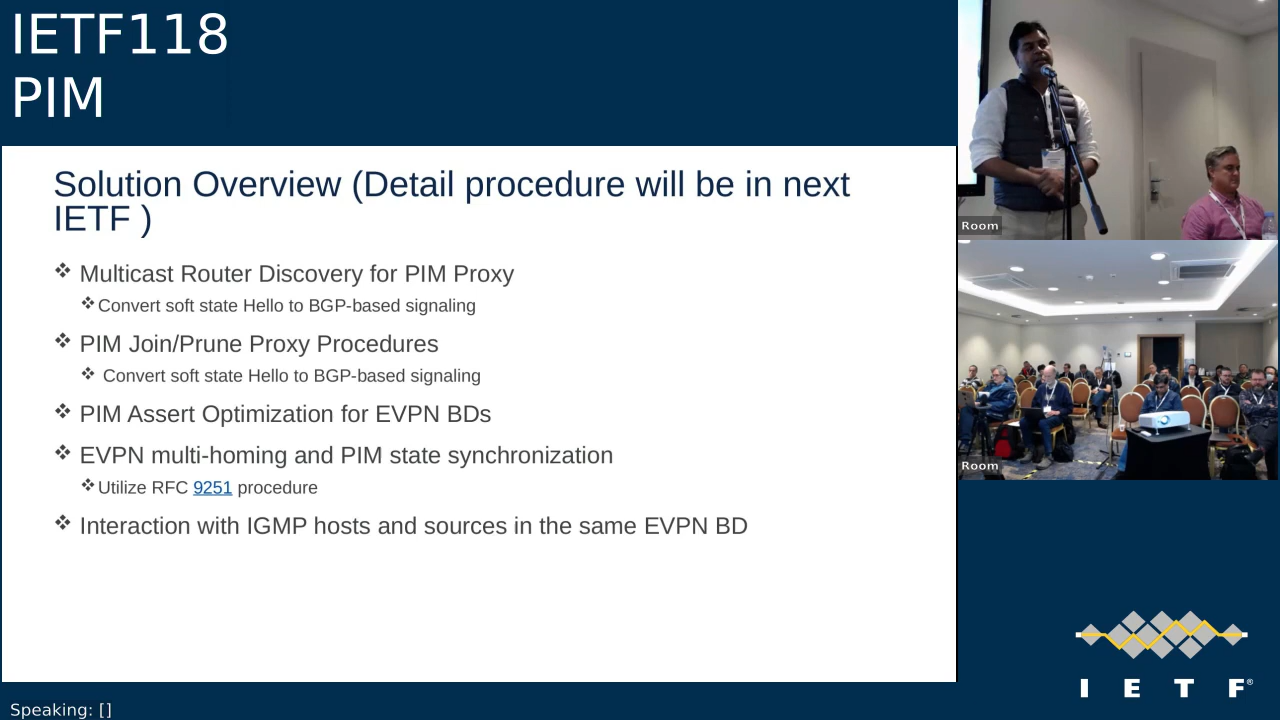 IETF118
PIM
Solution Overview (Detail procedure will be in next
IETF )
❖ Multicast Router Discovery for PIM Proxy
❖Convert soft state Hello to BGP-based signaling
❖ PIM Join/Prune Proxy Procedures
❖ Convert soft state Hello to BGP-based signaling
❖ PIM Assert Optimization for EVPN BDs
❖ EVPN multi-homing and PIM state synchronization
❖Utilize RFC 9251 procedure
❖ Interaction with IGMP hosts and sources in the same EVPN BD
Room
Room
I E T F®
Speaking: []